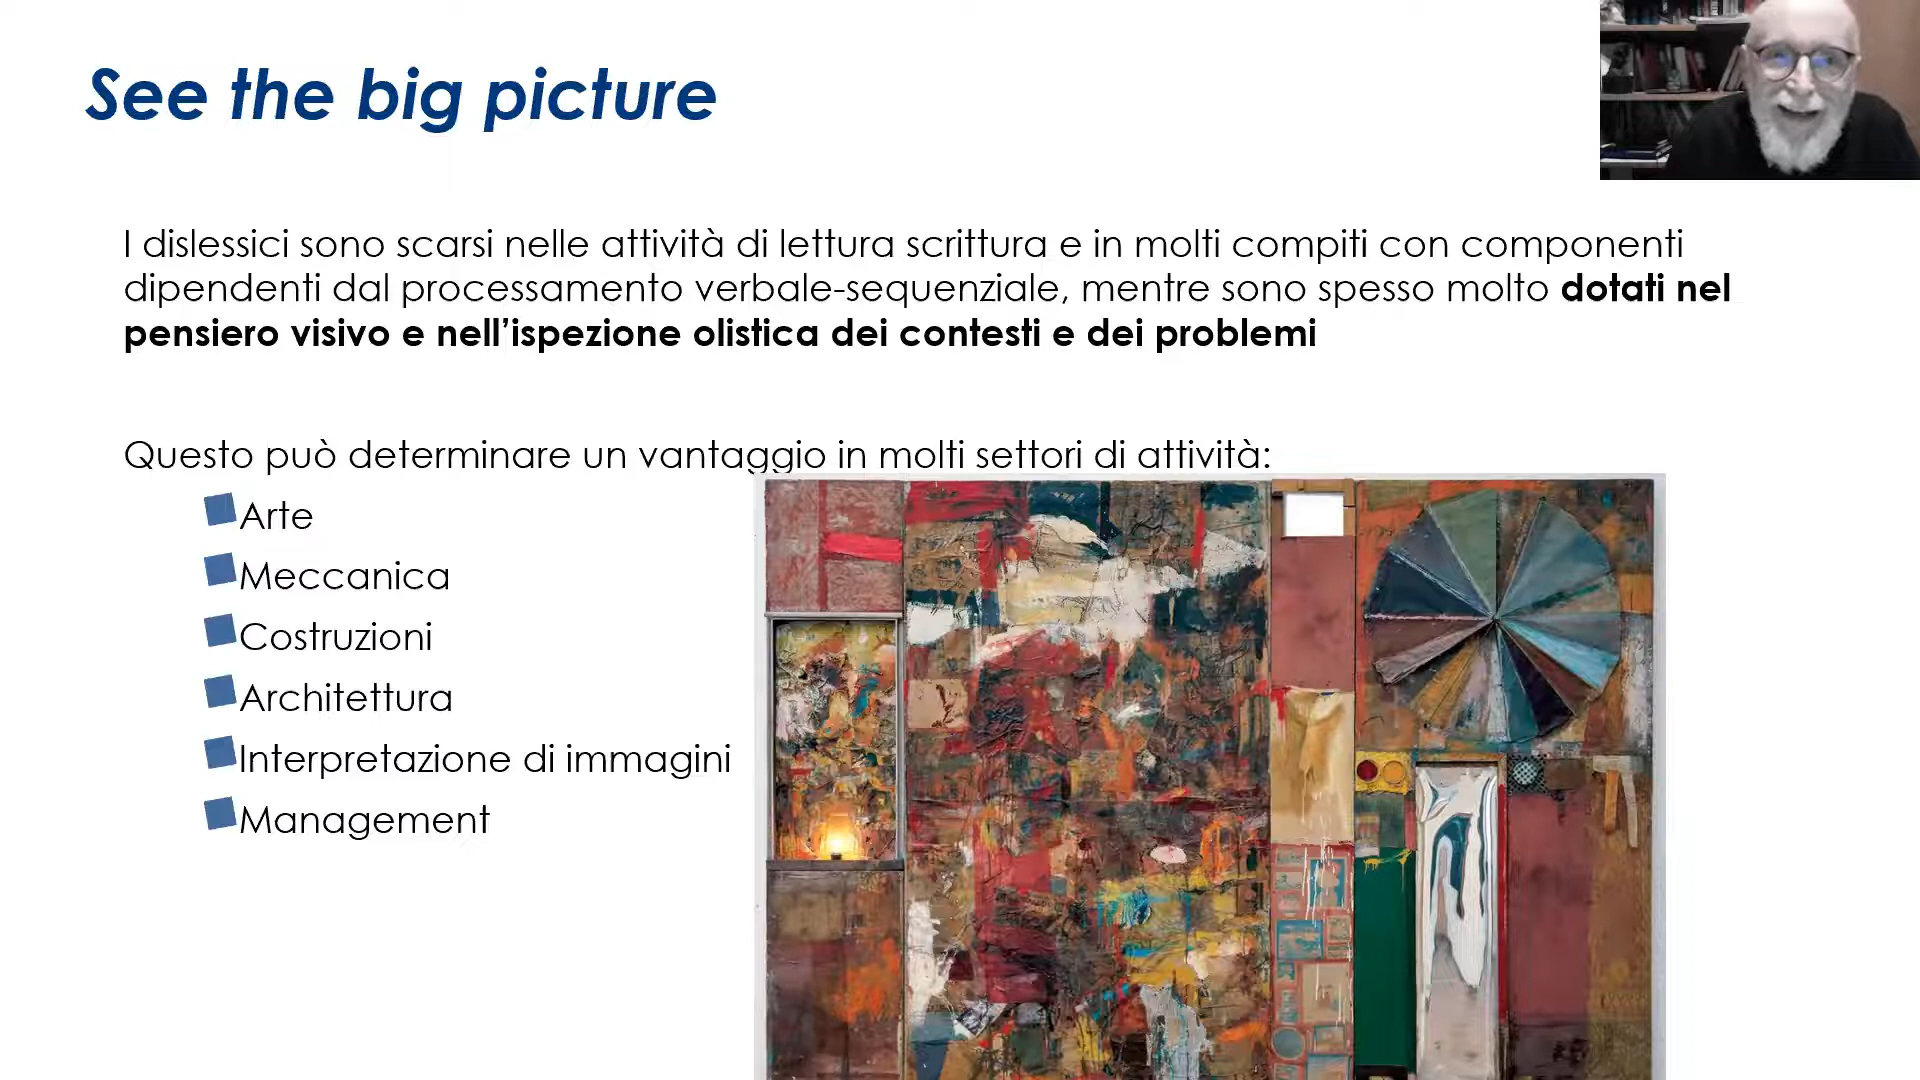 See the big picture
I dislessici sono scarsi nelle attività di lettura scrittura e in molti compiti con componenti
dipendenti dal processamento verbale-sequenziale, mentre sono spesso molto dotati nel
pensiero visivo e nell’ispezione olistica dei contesti e dei problemi
Questo può determinare un vantaggio in molti settori di attività:
Arte
Meccanica
Costruzioni
Architettura
Interpretazione di immagini
Management